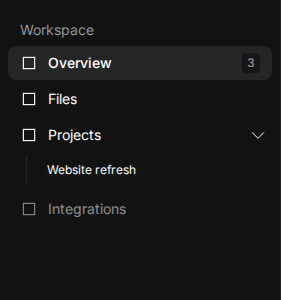 Workspace
Overview 3
Files
Projects
Website refresh
Integrations